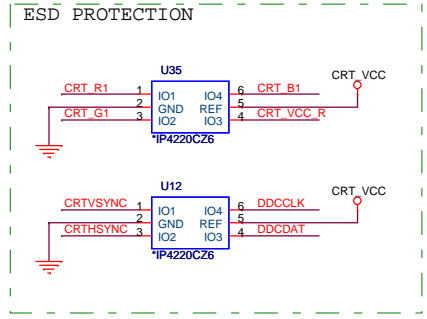 ESD PROTECTION
U35
CRT_VCC
CRT_R1 1 IO1 IO4 6 CRT_B1
2 GND REF 5
CRT_G1 3 IO2 IO3 4 CRT_VCC_R
*IP4220CZ6
U12
CRT_VCC
CRTVSYNC 1 IO1 IO4 6 DDCCLK
2 GND REF 5
CRTHSYNC 3 IO2 IO3 4 DDCDAT
*IP4220CZ6